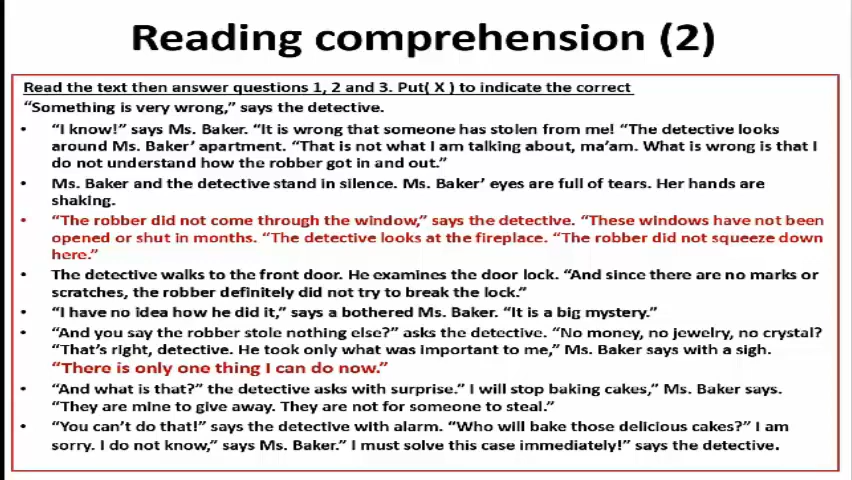 Reading comprehension (2)
Read the text then answer questions 1, 2 and 3. Put( X ) to indicate the correct
“Something is very wrong,” says the detective.
• “I know!” says Ms. Baker. “It is wrong that someone has stolen from me! “The detective looks
around Ms. Baker’ apartment. “That is not what I am talking about, ma’am. What is wrong is that I
do not understand how the robber got in and out.”
• Ms. Baker and the detective stand in silence. Ms. Baker’ eyes are full of tears. Her hands are
shaking.
• “The robber did not come through the window,” says the detective. “These windows have not been
opened or shut in months. “The detective looks at the fireplace. “The robber did not squeeze down
here.”
• The detective walks to the front door. He examines the door lock. “And since there are no marks or
scratches, the robber definitely did not try to break the lock.”
• “I have no idea how he did it,” says a bothered Ms. Baker. “It is a big mystery.”
• “And you say the robber stole nothing else?” asks the detective. “No money, no jewelry, no crystal?
“That’s right, detective. He took only what was important to me,” Ms. Baker says with a sigh.
“There is only one thing I can do now.”
• “And what is that?” the detective asks with surprise.” I will stop baking cakes,” Ms. Baker says.
“They are mine to give away. They are not for someone to steal.”
• “You can’t do that!” says the detective with alarm. “Who will bake those delicious cakes?” I am
sorry. I do not know,” says Ms. Baker.” I must solve this case immediately!” says the detective.